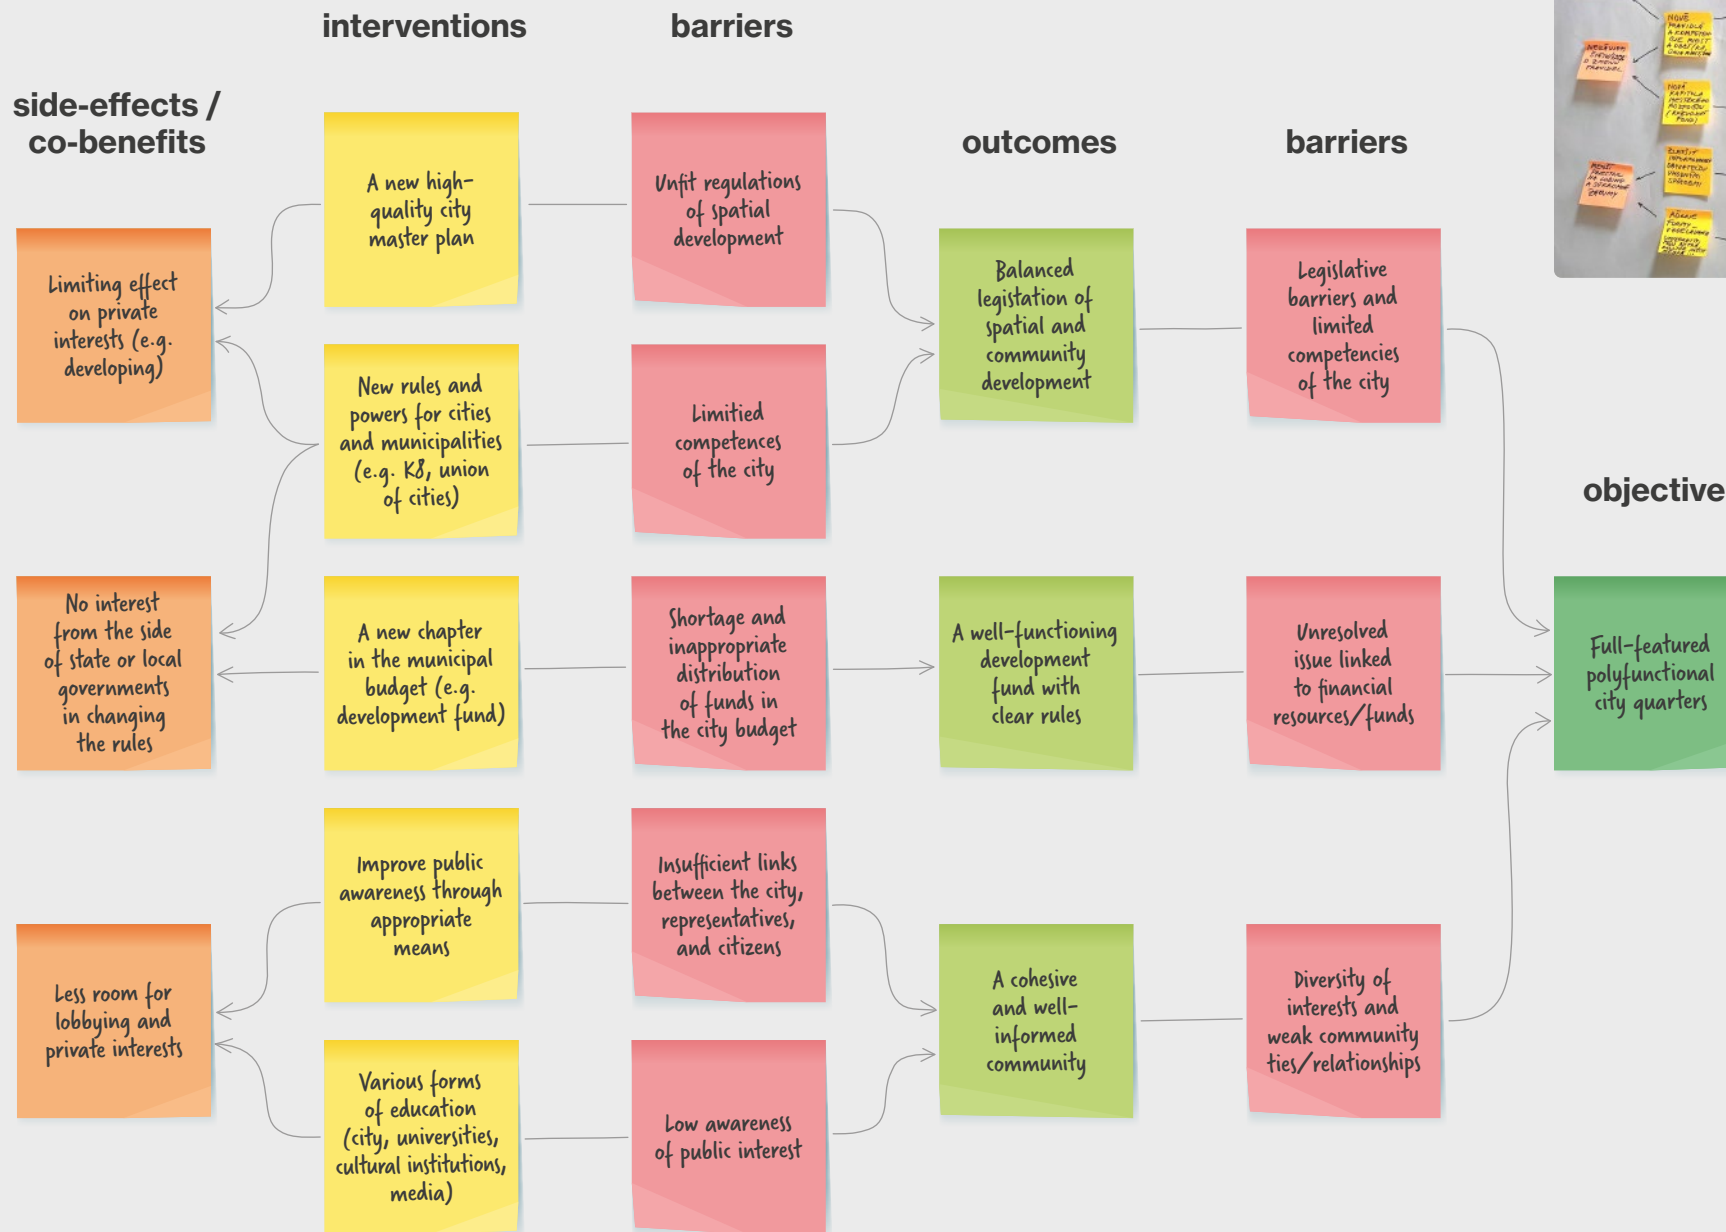 interventions
barriers
side-effects /
co-benefits
outcomes
barriers
objective
Limiting effect
on private
interests (e.g.
developing)
No interest
from the side
of state or local
governments
in changing
the rules
Less room for
lobbying and
private interests
A new high-
quality city
master plan
New rules and
powers for cities
and municipalities
(e.g. K8, union
of cities)
A new chapter
in the municipal
budget (e.g.
development fund)
Improve public
awareness through
appropriate
means
Various forms
of education
(city, universities,
cultural institutions,
media)
Unfit regulations
of spatial
development
Limitied
competences
of the city
Shortage and
inappropriate
distribution
of funds in
the city budget
Insufficient links
between the city,
representatives,
and citizens
Low awareness
of public interest
Balanced
legistation of
spatial and
community
development
A well-functioning
development
fund with
clear rules
A cohesive
and well-
informed
community
Legislative
barriers and
limited
competencies
of the city
Unresolved
issue linked
to financial
resources/funds
Diversity of
interests and
weak community
ties/relationships
Full-featured
polyfunctional
city quarters